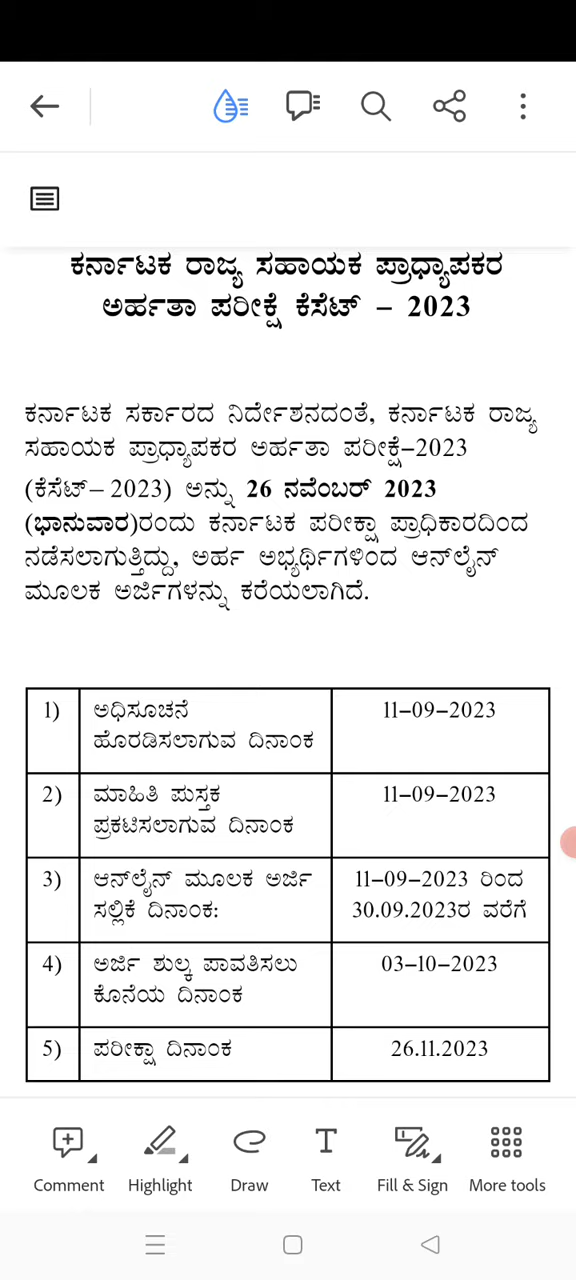 ಕರ್ನಾಟಕ ರಾಜ್ಯ ಸಹಾಯಕ ಪ್ರಾಧ್ಯಾಪಕರ
ಅರ್ಹತಾ ಪರೀಕ್ಷೆ ಕೆಸೆಟ್ – 2023
ಕರ್ನಾಟಕ ಸರ್ಕಾರದ ನಿರ್ದೇಶನದಂತೆ, ಕರ್ನಾಟಕ ರಾಜ್ಯ
ಸಹಾಯಕ ಪ್ರಾಧ್ಯಾಪಕರ ಅರ್ಹತಾ ಪರೀಕ್ಷೆ–2023
(ಕೆಸೆಟ್– 2023) ಅನ್ನು 26 ನವೆಂಬರ್ 2023
(ಭಾನುವಾರ)ರಂದು ಕರ್ನಾಟಕ ಪರೀಕ್ಷಾ ಪ್ರಾಧಿಕಾರದಿಂದ
ನಡೆಸಲಾಗುತ್ತಿದ್ದು, ಅರ್ಹ ಅಭ್ಯರ್ಥಿಗಳಿಂದ ಆನ್‌ಲೈನ್
ಮೂಲಕ ಅರ್ಜಿಗಳನ್ನು ಕರೆಯಲಾಗಿದೆ.
1) ಅಧಿಸೂಚನೆ 11–09–2023
ಹೊರಡಿಸಲಾಗುವ ದಿನಾಂಕ
2) ಮಾಹಿತಿ ಪುಸ್ತಕ 11–09–2023
ಪ್ರಕಟಿಸಲಾಗುವ ದಿನಾಂಕ
3) ಆನ್‌ಲೈನ್ ಮೂಲಕ ಅರ್ಜಿ 11–09–2023 ರಿಂದ
ಸಲ್ಲಿಕೆ ದಿನಾಂಕ: 30.09.2023ರ ವರೆಗೆ
4) ಅರ್ಜಿ ಶುಲ್ಕ ಪಾವತಿಸಲು 03–10–2023
ಕೊನೆಯ ದಿನಾಂಕ
5) ಪರೀಕ್ಷಾ ದಿನಾಂಕ 26.11.2023
Comment Highlight Draw Text Fill & Sign More tools